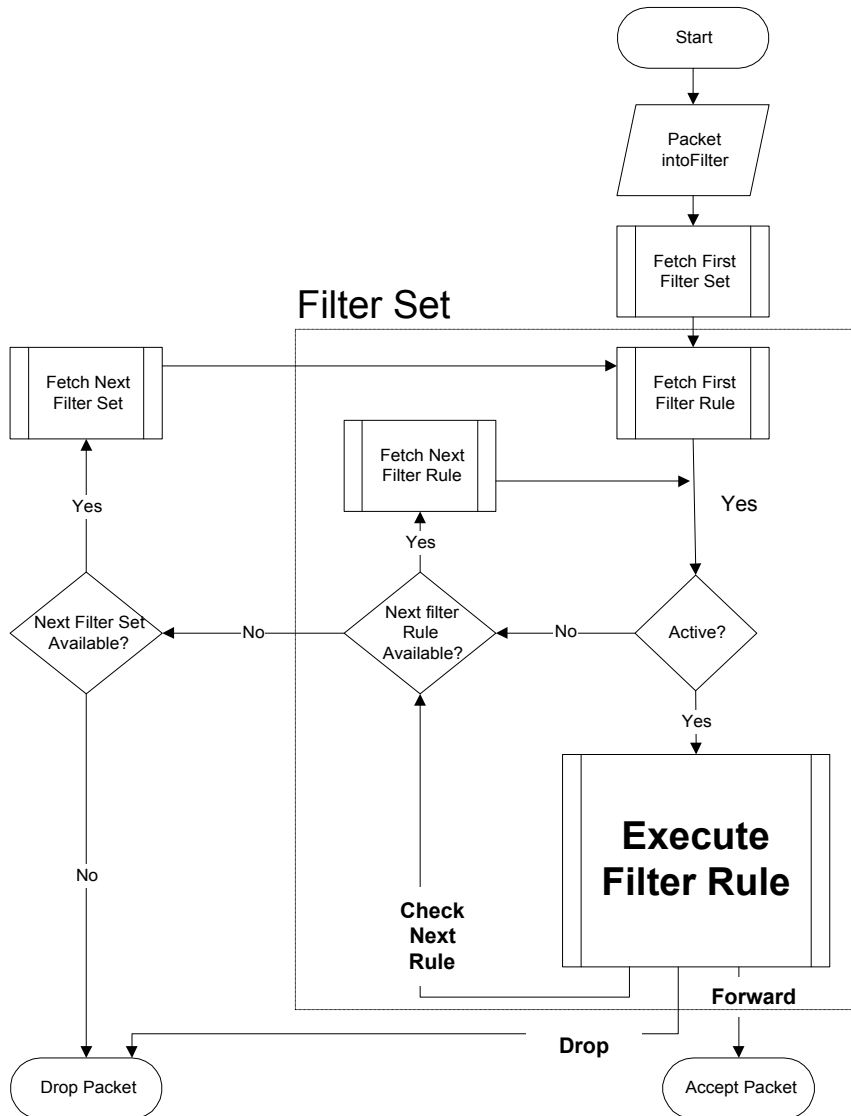 Start
Packet
intoFilter
Fetch First
Filter Set
Filter Set
Fetch Next
Filter Set
Fetch First
Filter Rule
Fetch Next
Filter Rule
Yes
Yes
Yes
Next Filter Set
Available?
No
Next filter
Rule
Available?
No
Active?
Yes
Execute
Filter Rule
No
Check
Next
Rule
Forward
Drop
Drop Packet
Accept Packet